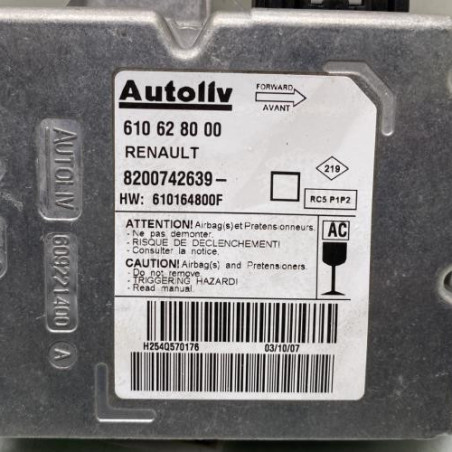 Autoliv
FORWARD
AVANT
610 62 80 00
RENAULT
8200742639-
HW: 610164800F
219
RC5 P1P2
ATTENTION! Airbag(s) et Pretensionneurs.
- Ne pas demonter.
- RISQUE DE DECLENCHEMENT!
- Consulter la notice.
CAUTION! Airbag(s) and Pretensioners.
- Do not remove.
- TRIGGERING HAZARD!
- Read manual.
AC
H254Q570176
03/10/07
AUTOLIV
609221400 A